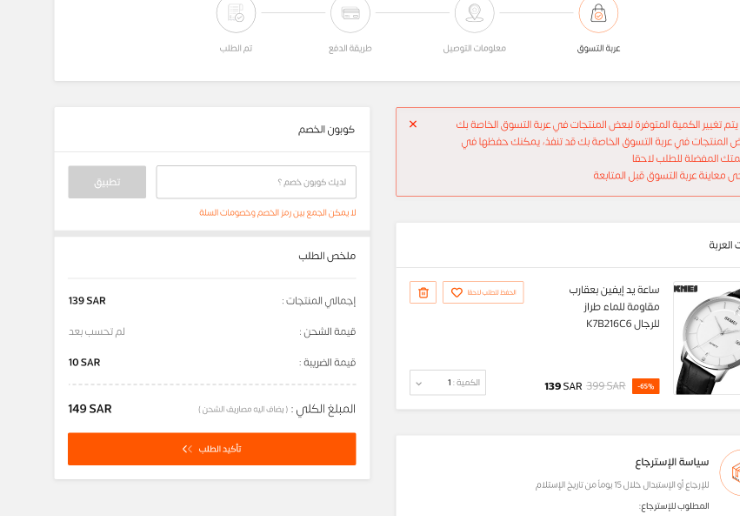 عربة التسوق
معلومات التوصيل
طريقة الدفع
تم الطلب
يتم تغيير الكمية المتوفرة لبعض المنتجات في عربة التسوق الخاصة بك
المنتجات في عربة التسوق الخاصة بك قد تنفذ، يمكنك حفظها في
المفضلة للطلب لاحقا
معاينة عربة التسوق قبل المتابعة
العربة
ساعة يد إيفين بعقارب
مقاومة للماء طراز
للرجال K7B216C6
احفظ للطلب لاحقا
SKMEI
-65% 399 SAR 139 SAR
الكمية : 1
سياسة الإسترجاع
للإرجاع أو الإستبدال خلال 15 يوماً من تاريخ الإستلام
المطلوب للإسترجاع:
كوبون الخصم
لديك كوبون خصم ؟
تطبيق
لا يمكن الجمع بين رمز الخصم وخصومات السلة
ملخص الطلب
إجمالي المنتجات : 139 SAR
قيمة الشحن : لم تحسب بعد
قيمة الضريبة : 10 SAR
المبلغ الكلي : ( يضاف اليه مصاريف الشحن ) 149 SAR
تأكيد الطلب